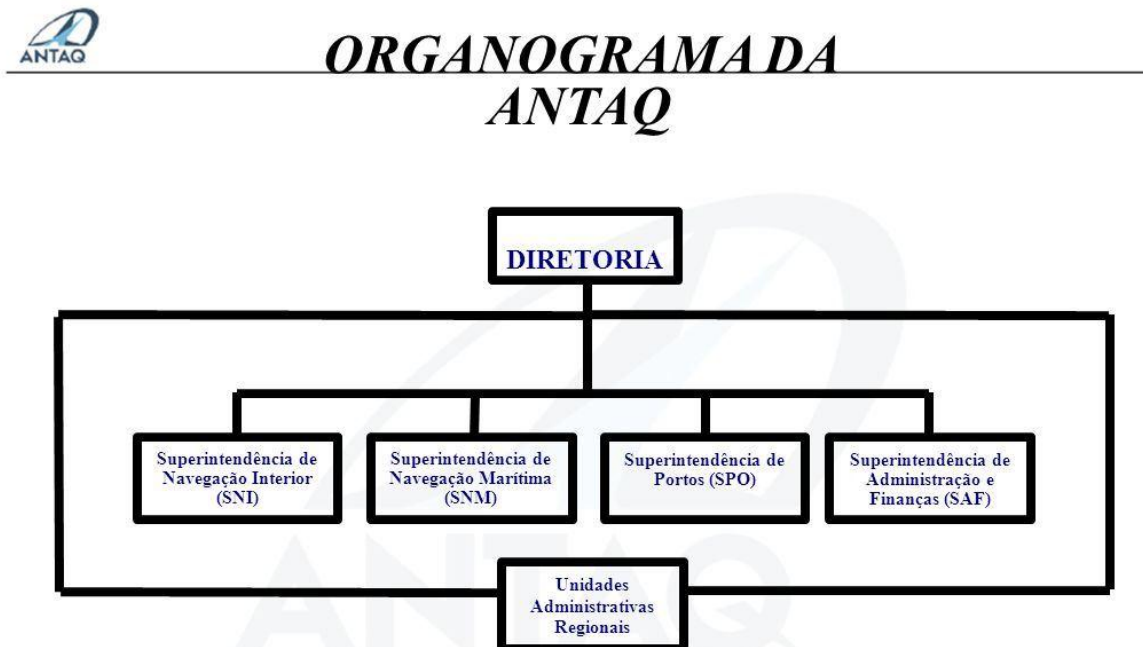 ANTAQ
ORGANOGRAMA DA
ANTAQ
DIRETORIA
Superintendência de
Navegação Interior
(SNI)
Superintendência de
Navegação Marítima
(SNM)
Superintendência de
Portos (SPO)
Superintendência de
Administração e
Finanças (SAF)
Unidades
Administrativas
Regionais
ANTAQ